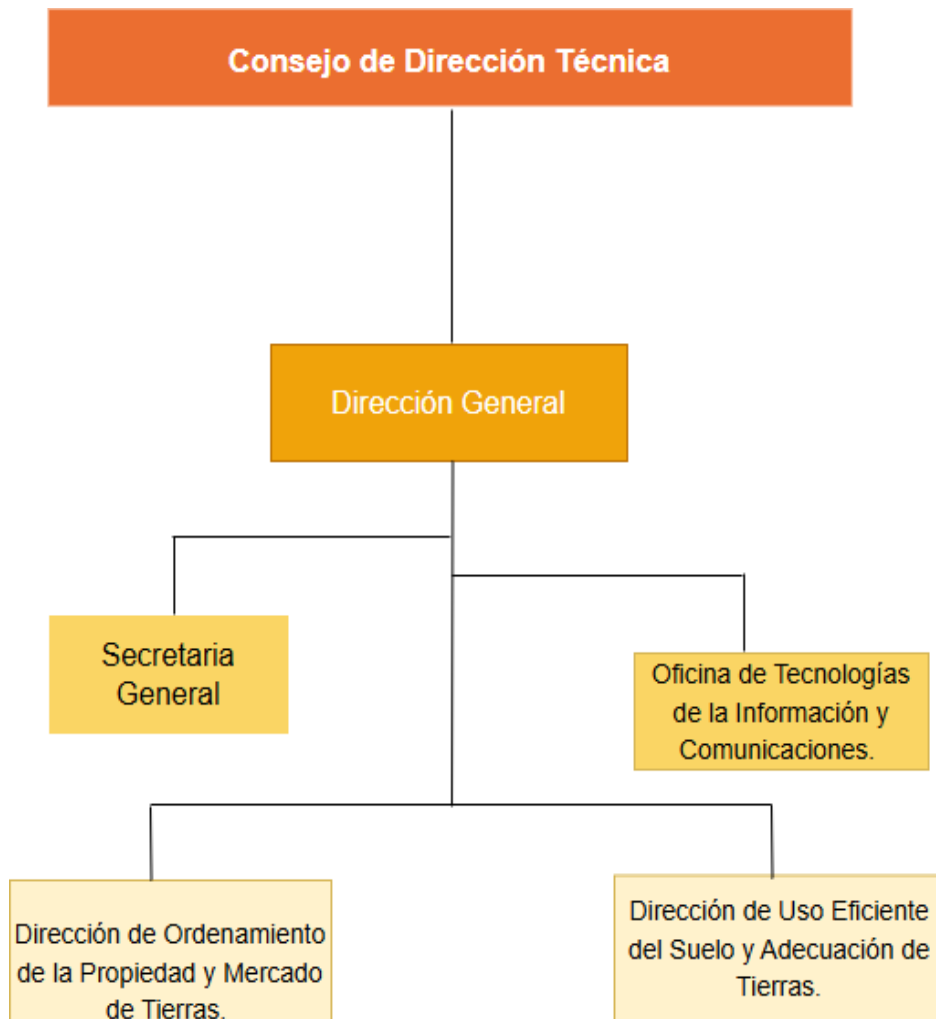 Consejo de Dirección Técnica
Dirección General
Secretaria
General
Oficina de Tecnologías
de la Información y
Comunicaciones.
Dirección de Ordenamiento
de la Propiedad y Mercado
de Tierras.
Dirección de Uso Eficiente
del Suelo y Adecuación de
Tierras.